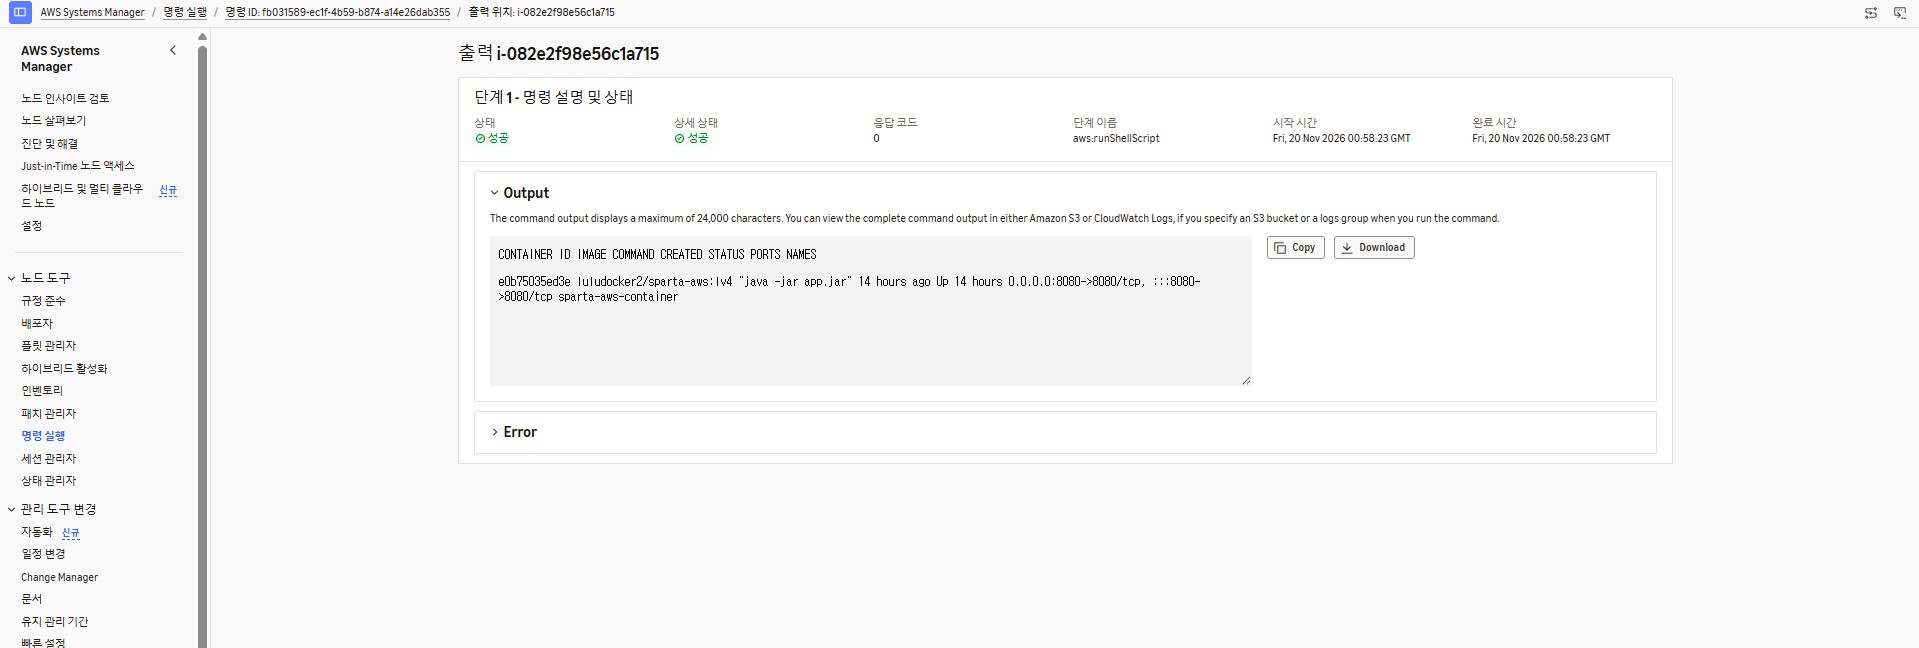 AWS Systems Manager / 명령 실행 / 명령 ID: fb031589-ec1f-4b59-b874-a14e26dab355 / 출력 위치: i-082e2f98e56c1a715
AWS Systems
Manager
노드 인사이트 검토
노드 살펴보기
진단 및 해결
Just-in-Time 노드 액세스
하이브리드 및 멀티 클라우
드 노드
신규
설정
노드 도구
규정 준수
배포자
플릿 관리자
하이브리드 활성화
인벤토리
패치 관리자
명령 실행
세션 관리자
상태 관리자
관리 도구 변경
자동화 신규
일정 변경
Change Manager
문서
유지 관리 기간
빠른 설정
출력 i-082e2f98e56c1a715
단계 1 - 명령 설명 및 상태
상태
성공
상세 상태
성공
응답 코드
0
단계 이름
aws:runShellScript
시작 시간
Fri, 20 Nov 2026 00:58:23 GMT
완료 시간
Fri, 20 Nov 2026 00:58:23 GMT
Output
The command output displays a maximum of 24,000 characters. You can view the complete command output in either Amazon S3 or CloudWatch Logs, if you specify an S3 bucket or a logs group when you run the command.
CONTAINER ID IMAGE COMMAND CREATED STATUS PORTS NAMES
e0b75035ed3e luludocker2/sparta-aws:lv4 "java -jar app.jar" 14 hours ago Up 14 hours 0.0.0.0:8080->8080/tcp, :::8080-
>8080/tcp sparta-aws-container
Copy
Download
Error